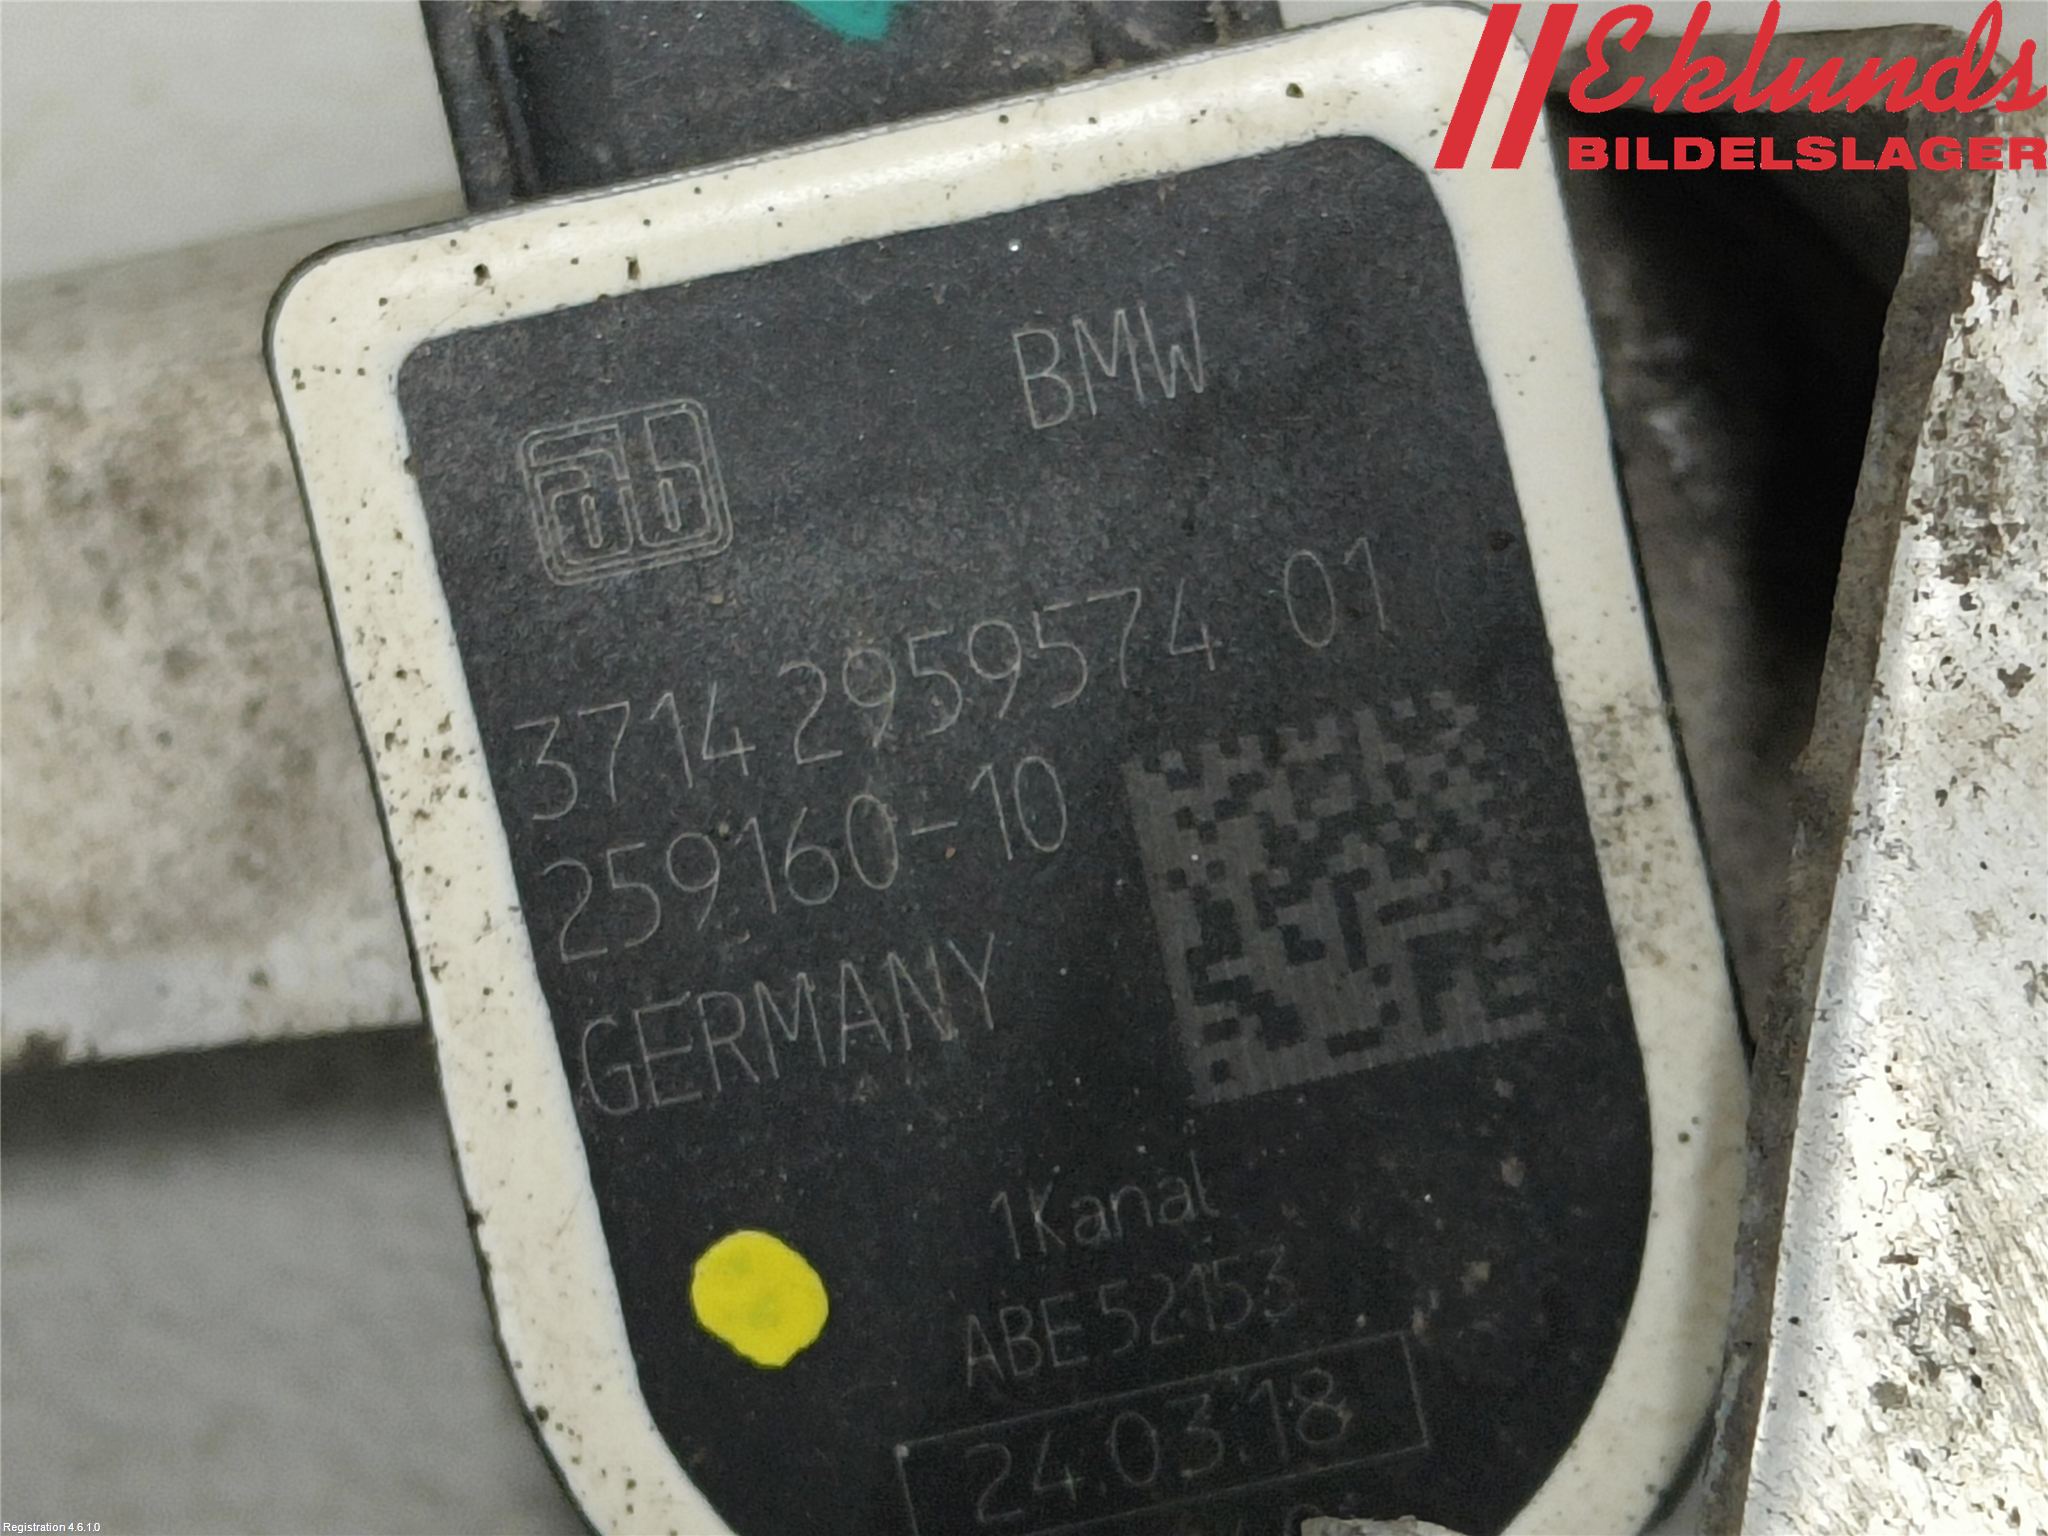 Eklunds
BILDELSLAGER
BMW
ab
3714 2959574 01
259160-10
GERMANY
1Kanal
ABE 52153
24.03.18
Registration 4.6.1.0